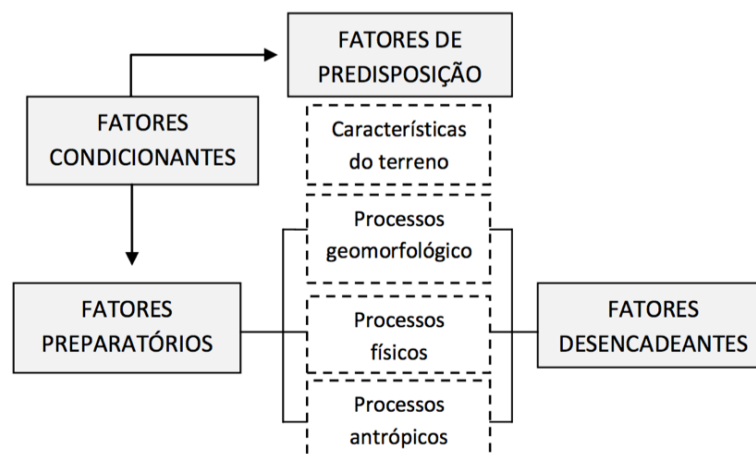 FATORES DE
PREDISPOSIÇÃO
FATORES
CONDICIONANTES
Características
do terreno
Processos
geomorfológico
FATORES
PREPARATÓRIOS
Processos
físicos
FATORES
DESENCADEANTES
Processos
antrópicos